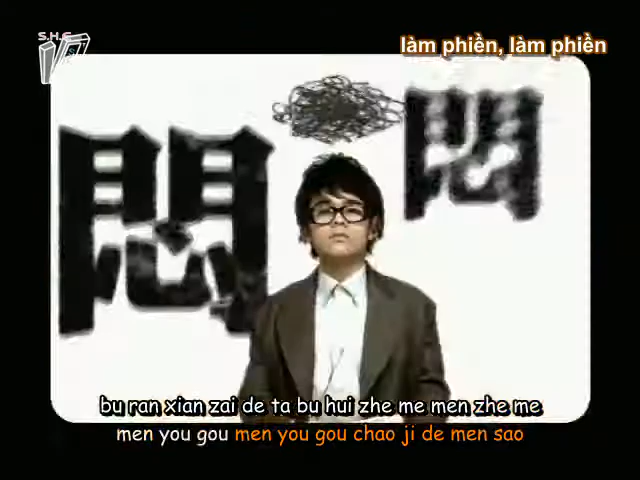 S.H.E
làm phiền, làm phiền
悶 悶
bu ran xian zai de ta bu hui zhe me men zhe me
men you gou men you gou chao ji de men sao